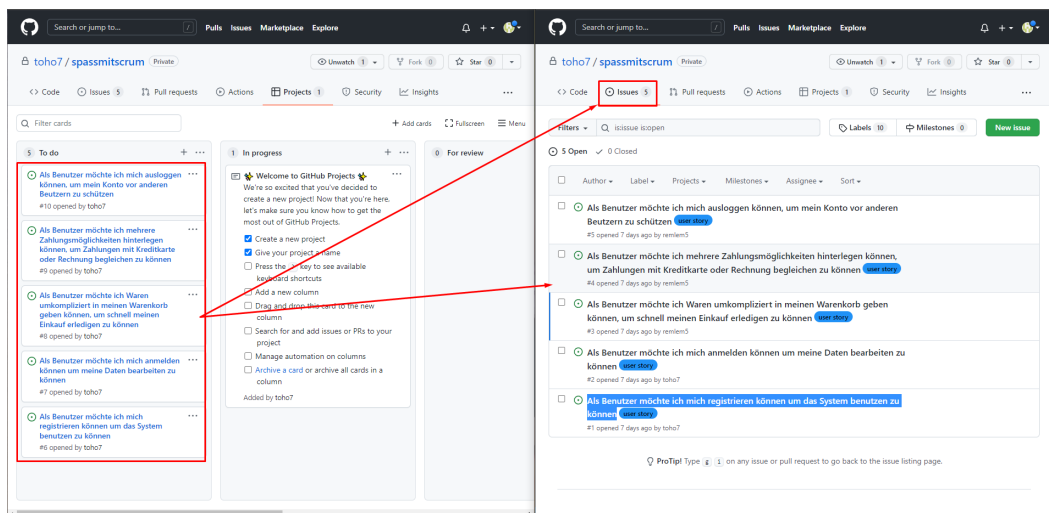 Search or jump to... / Pulls Issues Marketplace Explore
toho7 / spassmitscrum Private
Unwatch 1 Fork 0 Star 0
Code Issues 5 Pull requests Actions Projects 1 Security Insights
Filter cards
Add cards Fullscreen Menu
5 To do
Als Benutzer möchte ich mich ausloggen
können, um mein Konto vor anderen
Beutzern zu schützen
#10 opened by toho7
Als Benutzer möchte ich mehrere
Zahlungsmöglichkeiten hinterlegen
können, um Zahlungen mit Kreditkarte
oder Rechnung begleichen zu können
#9 opened by toho7
Als Benutzer möchte ich Waren
umkompliziert in meinen Warenkorb
geben können, um schnell meinen
Einkauf erledigen zu können
#8 opened by toho7
Als Benutzer möchte ich mich anmelden
können um meine Daten bearbeiten zu
können
#7 opened by toho7
Als Benutzer möchte ich mich
registrieren können um das System
benutzen zu können
#6 opened by toho7
1 In progress
Welcome to GitHub Projects
We're so excited that you've decided to
create a new project! Now that you're here,
let's make sure you know how to get the
most out of GitHub Projects.
Create a new project
Give your project a name
Press the ? key to see available
keyboard shortcuts
Add a new column
Drag and drop this card to the new
column
Search for and add issues or PRs to your
project
Manage automation on columns
Archive a card or archive all cards in a
column
Added by toho7
0 For review
Search or jump to... / Pulls Issues Marketplace Explore
toho7 / spassmitscrum Private
Unwatch 1 Fork 0 Star 0
Code Issues 5 Pull requests Actions Projects 1 Security Insights
Filters is:issue is:open
Labels 10 Milestones 0 New issue
5 Open 0 Closed
Author Label Projects Milestones Assignee Sort
Als Benutzer möchte ich mich ausloggen können, um mein Konto vor anderen
Beutzern zu schützen user story
#5 opened 7 days ago by remlem5
Als Benutzer möchte ich mehrere Zahlungsmöglichkeiten hinterlegen können,
um Zahlungen mit Kreditkarte oder Rechnung begleichen zu können user story
#4 opened 7 days ago by remlem5
Als Benutzer möchte ich Waren umkompliziert in meinen Warenkorb geben
können, um schnell meinen Einkauf erledigen zu können user story
#3 opened 7 days ago by remlem5
Als Benutzer möchte ich mich anmelden können um meine Daten bearbeiten zu
können user story
#2 opened 7 days ago by toho7
Als Benutzer möchte ich mich registrieren können um das System benutzen zu
können user story
#1 opened 7 days ago by toho7
ProTip! Type g i on any issue or pull request to go back to the issue listing page.